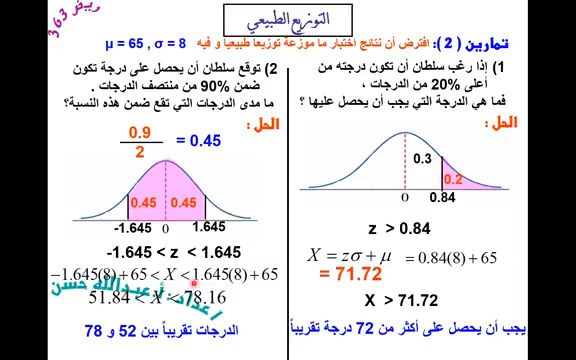 ريض 363
التوزيع الطبيعي
تمارين (2): افترض أن نتائج اختبار ما موزعة توزيعاً طبيعياً و فيه μ = 65 , σ = 8
1) إذا رغب سلطان أن تكون درجته من
أعلى 20% من الدرجات،
فما هي الدرجة التي يجب أن يحصل عليها ؟
الحل:
0.3
0.2
0
0.84
z > 0.84
X = zσ + μ = 0.84(8) + 65
= 71.72
X > 71.72
يجب أن يحصل على أكثر من 72 درجة تقريباً
2) توقع سلطان أن يحصل على درجة تكون
ضمن 90% من منتصف الدرجات .
ما مدى الدرجات التي تقع ضمن هذه النسبة؟
الحل:
0.9
2
= 0.45
0.45 0.45
-1.645 0 1.645
-1.645 < z < 1.645
−1.645(8) + 65 < X < 1.645(8) + 65
51.84 < X < 78.16
اعداد: أ.عبدالله حسن
الدرجات تقريباً بين 52 و 78